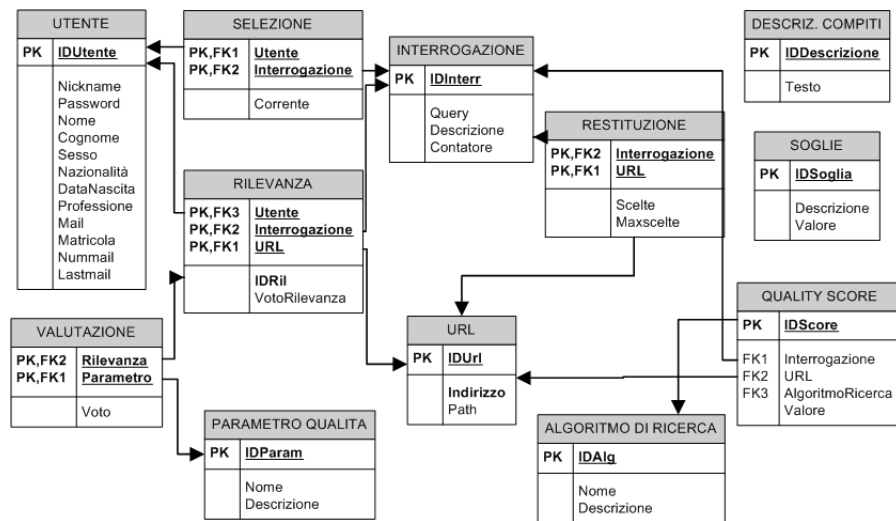 UTENTE
PK IDUtente
Nickname
Password
Nome
Cognome
Sesso
Nazionalità
DataNascita
Professione
Mail
Matricola
Nummail
Lastmail
SELEZIONE
PK,FK1 Utente
PK,FK2 Interrogazione
Corrente
INTERROGAZIONE
PK IDInterr
Query
Descrizione
Contatore
DESCRIZ. COMPITI
PK IDDescrizione
Testo
RESTITUZIONE
PK,FK2 Interrogazione
PK,FK1 URL
Scelte
Maxscelte
SOGLIE
PK IDSoglia
Descrizione
Valore
RILEVANZA
PK,FK3 Utente
PK,FK2 Interrogazione
PK,FK1 URL
IDRil
VotoRilevanza
VALUTAZIONE
PK,FK2 Rilevanza
PK,FK1 Parametro
Voto
URL
PK IDUrl
Indirizzo
Path
QUALITY SCORE
PK IDScore
FK1 Interrogazione
FK2 URL
FK3 AlgoritmoRicerca
Valore
PARAMETRO QUALITA
PK IDParam
Nome
Descrizione
ALGORITMO DI RICERCA
PK IDAlg
Nome
Descrizione